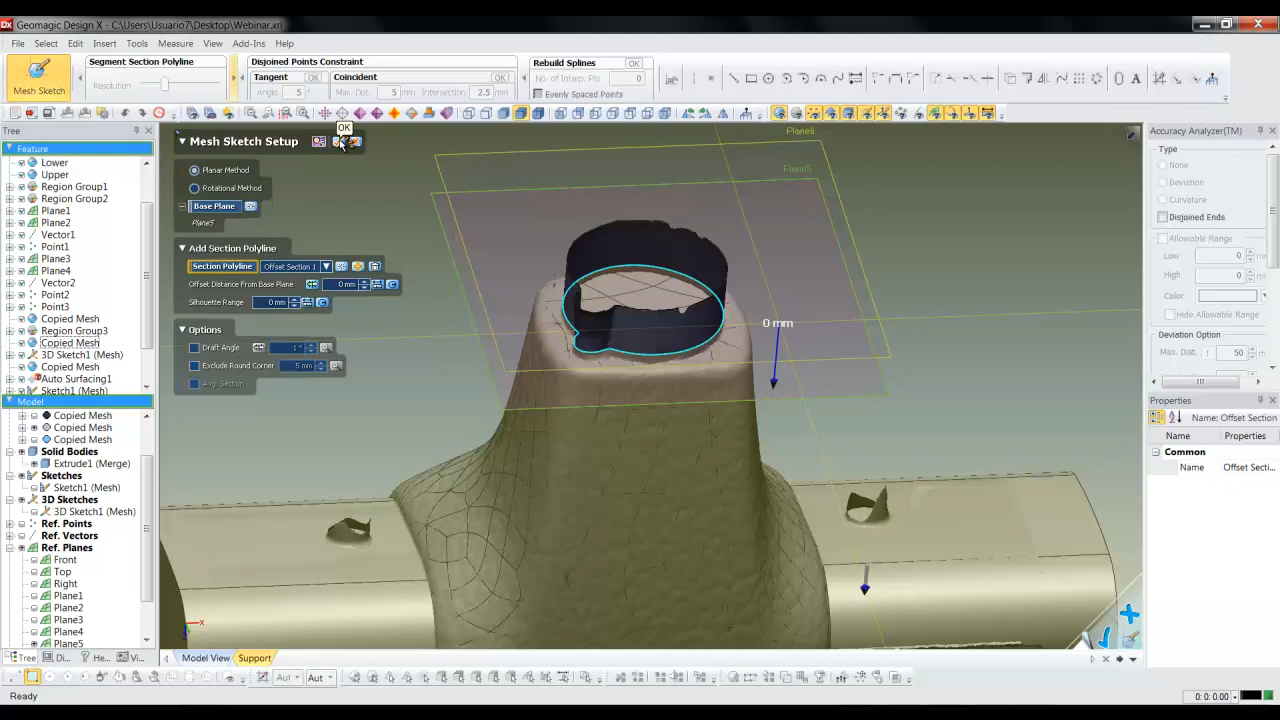 Dx Geomagic Design X - C:\Users\Usuario7\Desktop\Webinar.xrl
File Select Edit Insert Tools Measure View Add-Ins Help
Mesh Sketch
Segment Section Polyline
Resolution
Disjoined Points Constraint
Tangent OK Coincident OK
Angle 5 ° Max. Dist. 5 mm Intersection 2.5 mm
Rebuild Splines OK
No. of Interp. Pts 0
Evenly Spaced Points
Tree
Feature
Lower
Upper
Region Group1
Region Group2
Plane1
Plane2
Vector1
Point1
Plane3
Plane4
Vector2
Point2
Point3
Copied Mesh
Region Group3
Copied Mesh
3D Sketch1 (Mesh)
Copied Mesh
Auto Surfacing1
Sketch1 (Mesh)
Model
Copied Mesh
Copied Mesh
Copied Mesh
Solid Bodies
Extrude1 (Merge)
Sketches
Sketch1 (Mesh)
3D Sketches
3D Sketch1 (Mesh)
Ref. Points
Ref. Vectors
Ref. Planes
Front
Top
Right
Plane1
Plane2
Plane3
Plane4
Plane5
Tree Di... He... Vi...
OK
Mesh Sketch Setup
Planar Method
Rotational Method
Base Plane
Plane5
Add Section Polyline
Section Polyline Offset Section 1
Offset Distance From Base Plane 0 mm
Silhouette Range 0 mm
Options
Draft Angle 1 °
Exclude Round Corner 5 mm
Avg. Section
Plane6
Plane5
0 mm
X
Model View Support
Accuracy Analyzer(TM)
Type
None
Deviation
Curvature
Disjoined Ends
Allowable Range
Low 0
High 0
Color
Hide Allowable Range
Deviation Option
Max. Dist. 50
Properties
Name: Offset Secti...
Name Properties
Common
Name Offset Secti...
Aut Aut
Ready
0: 0: 0.00